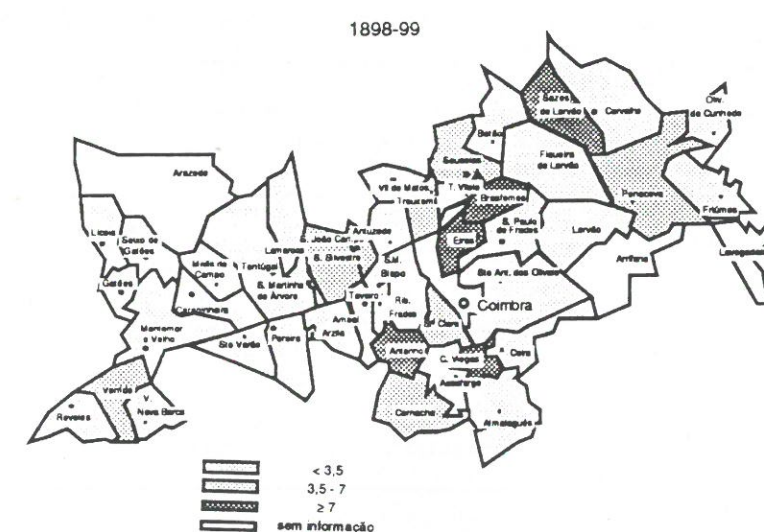 1898-99
Sazes
de Lorvão
Carvalho
Oliv.
do Cunhedo
Botão
Arazede
Souselas
Figueira
de Lorvão
Vil de Matos
T. Vilela
Penacova
Friúmes
Trouxemil
Brasfemes
Liceia
Seixo de
Gatões
S. João Campo
Antuzede
S. Paulo
de Frades
Lorvão
Lamarosa
S. Silvestre
Eiras
S.M.
Bispo
Arrifana
Meãs do
Campo
Tentúgal
Sto Ant. dos Olivais
Gatões
S. Martinho
de Árvore
Taveiro
Rib.
Frades
Coimbra
Carapinheira
Ameal
Stª Clara
Montemor
o Velho
Sto Varão
Pereira
Arzila
Antanhol
C. Viegas
Ceira
Assafarge
Verride
V.
Nova Barca
Reveles
Cernache
Almalaguês
< 3,5
3,5 - 7
≥ 7
sem informação